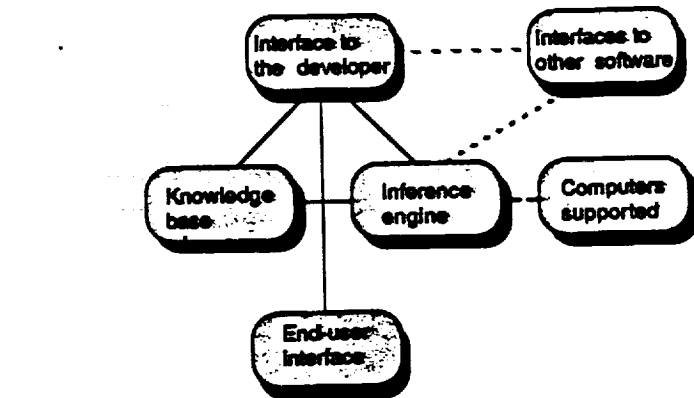 Interface to
the developer
Interfaces to
other software
Knowledge
base
Inference
engine
Computers
supported
End-user
interface